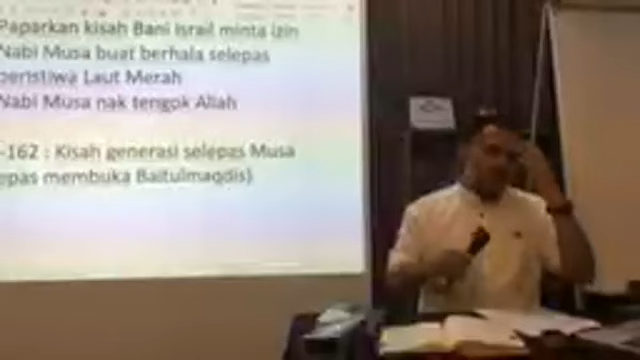 Paparkan kisah Bani Israil minta izin
Nabi Musa buat berhala selepas
peristiwa Laut Merah
Nabi Musa nak tengok Allah
-162 : Kisah generasi selepas Musa
epas membuka Baitulmaqdis)